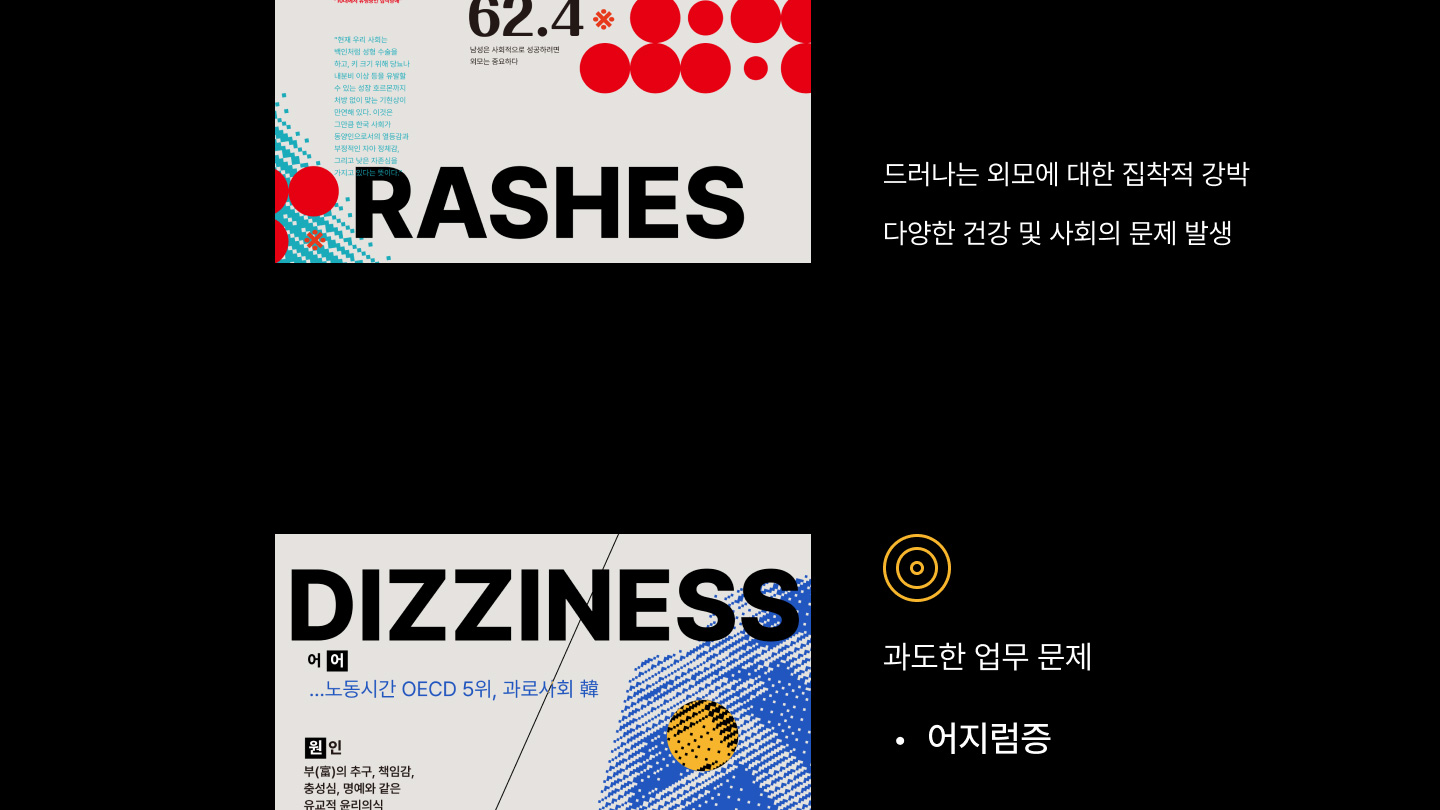 62.4 ※
남성은 사회적으로 성공하려면
외모는 중요하다
"현재 우리 사회는
백인처럼 성형 수술을
하고, 키 크기 위해 당뇨나
내분비 이상 등을 유발할
수 있는 성장 호르몬까지
처방 없이 맞는 기현상이
만연해 있다. 이것은
그만큼 한국 사회가
동양인으로서의 열등감과
부정적인 자아 정체감,
그리고 낮은 자존심을
가지고 있다는 뜻이다."
※
RASHES
드러나는 외모에 대한 집착적 강박
다양한 건강 및 사회의 문제 발생
DIZZINESS
어 어
...노동시간 OECD 5위, 과로사회 韓
원인
부(富)의 추구, 책임감,
충성심, 명예와 같은
유교적 윤리의식
과도한 업무 문제
• 어지럼증